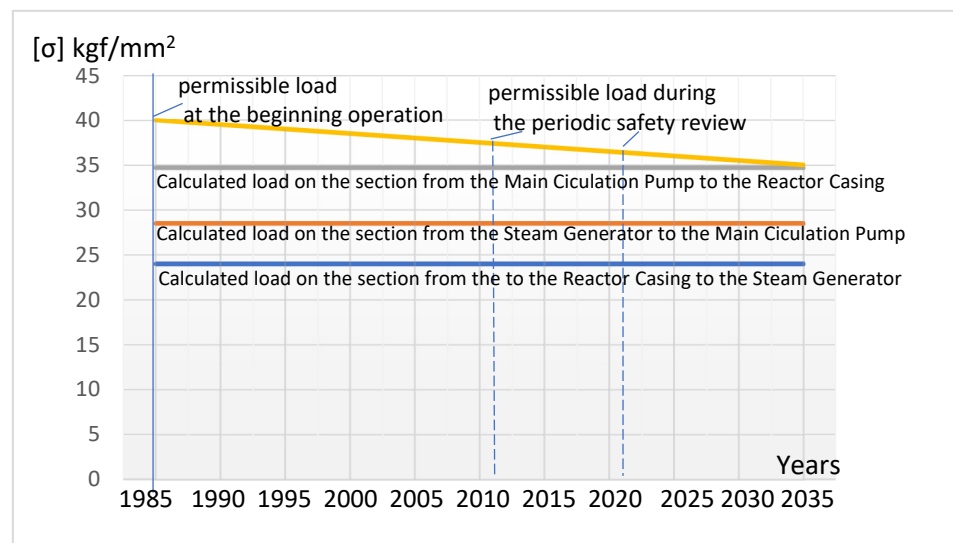 [σ] kgf/mm2
45
40
35
30
25
20
15
10
5
0
permissible load
at the beginning operation
permissible load during
the periodic safety review
Calculated load on the section from the Main Ciculation Pump to the Reactor Casing
Calculated load on the section from the Steam Generator to the Main Ciculation Pump
Calculated load on the section from the to the Reactor Casing to the Steam Generator
Years
1985 1990 1995 2000 2005 2010 2015 2020 2025 2030 2035